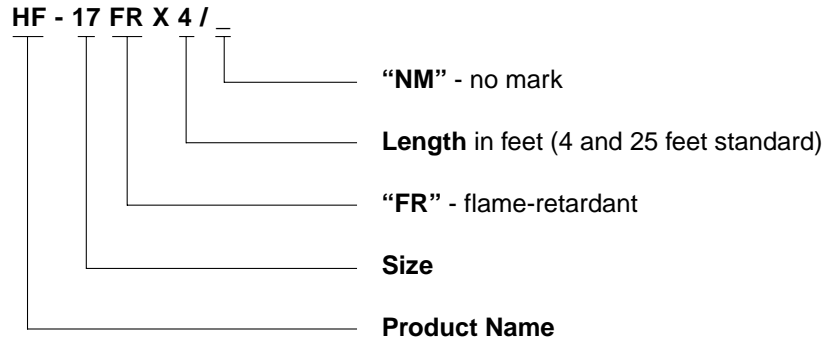 HF - 17 FR X 4 / _
“NM” - no mark
Length in feet (4 and 25 feet standard)
“FR” - flame-retardant
Size
Product Name